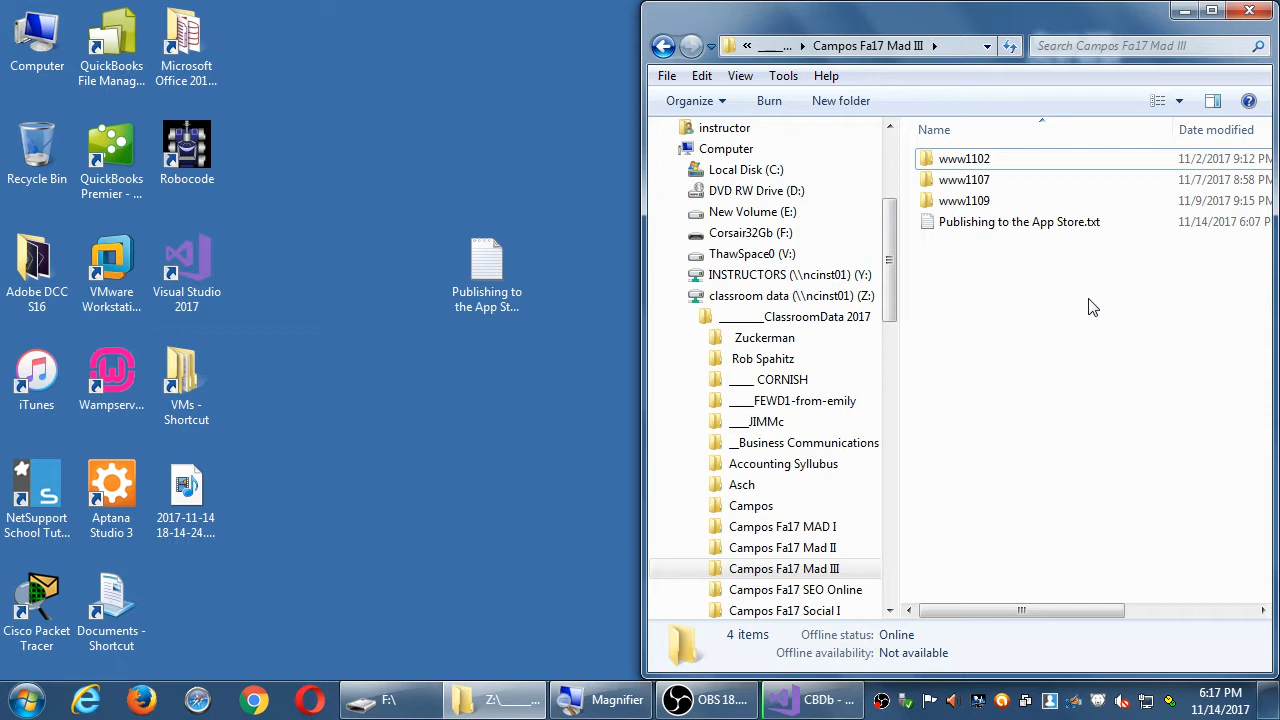 Computer
QuickBooks
File Manag...
Microsoft
Office 201...
Recycle Bin
QuickBooks
Premier - ...
Robocode
Adobe DCC
S16
VMware
Workstati...
Visual Studio
2017
iTunes
Wampserv...
VMs -
Shortcut
NetSupport
School Tut...
Aptana
Studio 3
2017-11-14
18-14-24....
Cisco Packet
Tracer
Documents -
Shortcut
Publishing to
the App St...
« ____... Campos Fa17 Mad III
Search Campos Fa17 Mad III
File Edit View Tools Help
Organize Burn New folder
instructor
Computer
Local Disk (C:)
DVD RW Drive (D:)
New Volume (E:)
Corsair32Gb (F:)
ThawSpace0 (V:)
INSTRUCTORS (\\ncinst01) (Y:)
classroom data (\\ncinst01) (Z:)
________ClassroomData 2017
Zuckerman
Rob Spahitz
____ CORNISH
____FEWD1-from-emily
___JIMMc
__Business Communications
Accounting Syllabus
Asch
Campos
Campos Fa17 MAD I
Campos Fa17 Mad II
Campos Fa17 Mad III
Campos Fa17 SEO Online
Campos Fa17 Social I
Name Date modified
www1102 11/2/2017 9:12 PM
www1107 11/7/2017 8:58 PM
www1109 11/9/2017 9:15 PM
Publishing to the App Store.txt 11/14/2017 6:07 P
4 items Offline status: Online
Offline availability: Not available
F:\
Z:\_____...
Magnifier
OBS 18....
CBDb - ...
6:17 PM
11/14/2017